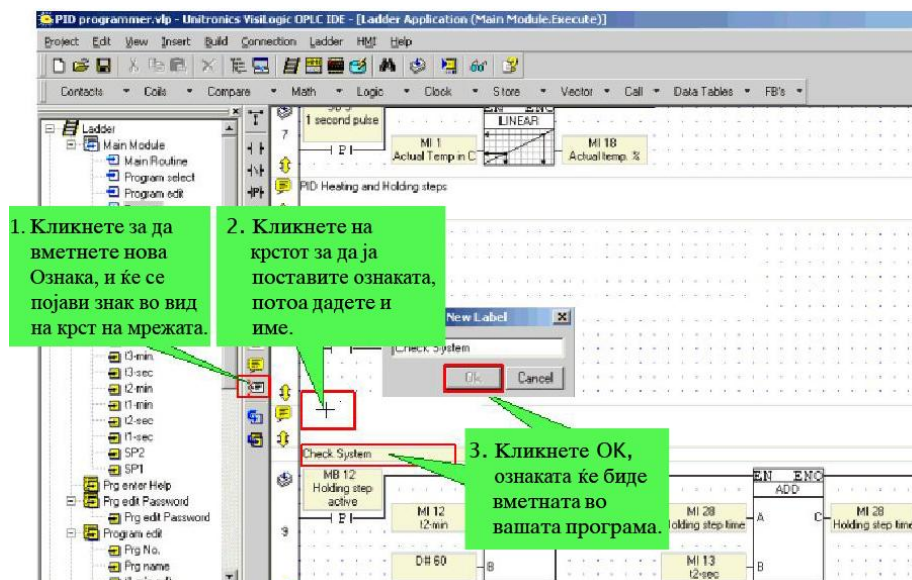 PID programmer.vlp - Unitronics VisiLogic OPLC IDE - [Ladder Application (Main Module.Execute)]
Project Edit View Insert Build Connection Ladder HMI Help
Contacts Coils Compare Math Logic Clock Store Vector Call Data Tables FB's
Ladder
Main Module
Main Routine
Program select
Program edit
1 second pulse
EN ENO
LINEAR
7
P
MI 1
Actual Temp in C
MI 18
Actual temp. %
PID Heating and Holding steps
1. Кликнете за да
вметнете нова
Ознака, и ќе се
појави знак во вид
на крст на мрежата.
2. Кликнете на
крстот за да ја
поставите ознаката,
потоа дадете и
име.
New Label
Check System
Ok Cancel
t3-min
t3-sec
t2-min
t1-min
t2-sec
t1-sec
SP2
SP1
Prg enter Help
Prg edit Password
Prg edit Password
Program edit
Prg No.
Prg name
Check System
3. Кликнете OK,
ознаката ќе биде
вметната во
вашата програма.
MB 12
Holding step
active
P
9
MI 12
t2-min
D# 60
B
MI 28
olding step time
MI 13
t2-sec
EN ENO
ADD
A C
B
MI 28
Holding step time